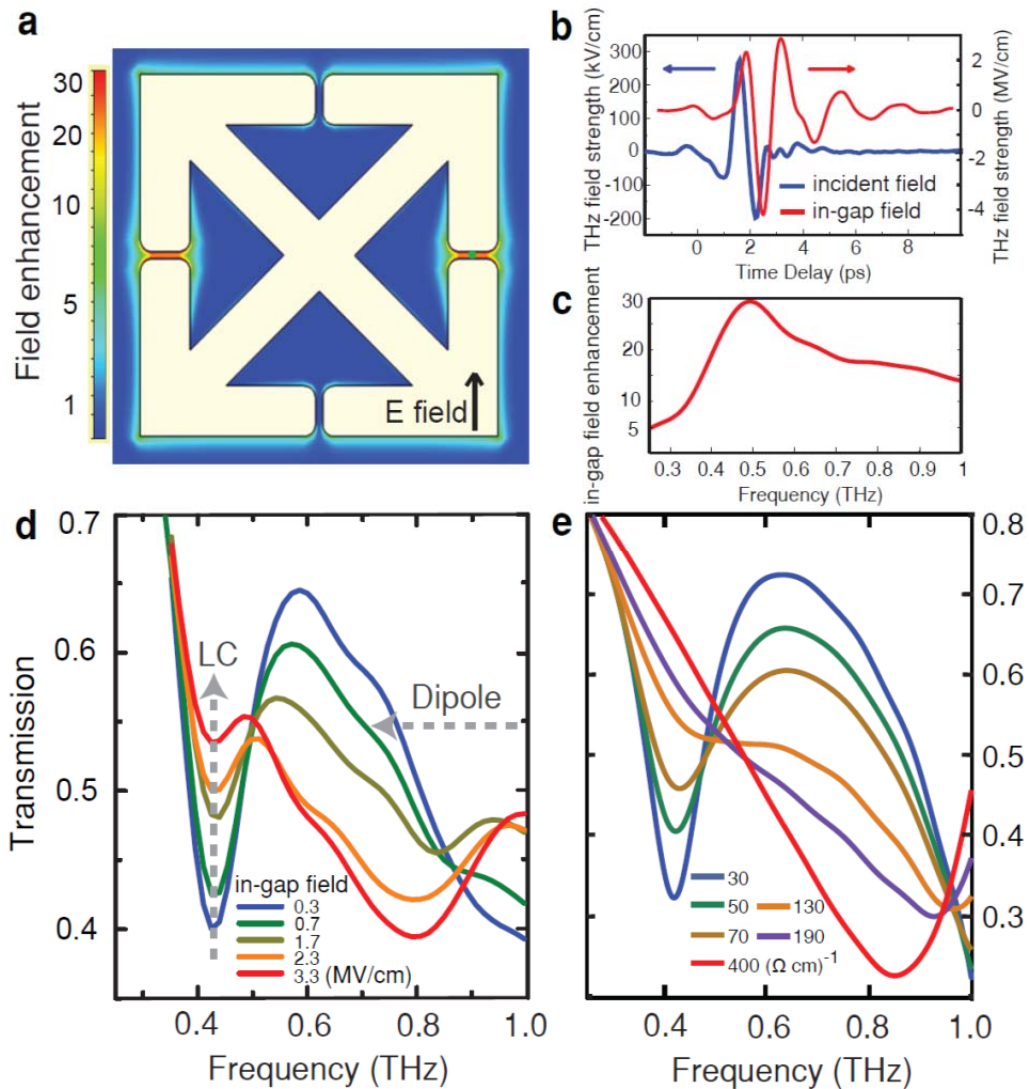 a
Field enhancement
30
20
10
5
1
E field
b
THz field strength (kV/cm)
300
200
100
0
-100
-200
THz field strength (MV/cm)
2
0
-2
-4
incident field
in-gap field
0 2 4 6 8
Time Delay (ps)
c
in-gap field enhancement
30
20
10
5
0.3 0.4 0.5 0.6 0.7 0.8 0.9 1
Frequency (THz)
d
Transmission
0.7
0.6
0.5
0.4
LC
Dipole
in-gap field
0.3
0.7
1.7
2.3
3.3 (MV/cm)
0.4 0.6 0.8 1.0
Frequency (THz)
e
0.8
0.7
0.6
0.5
0.4
0.3
30
50 130
70 190
400 (Ω cm)⁻¹
0.4 0.6 0.8 1.0
Frequency (THz)